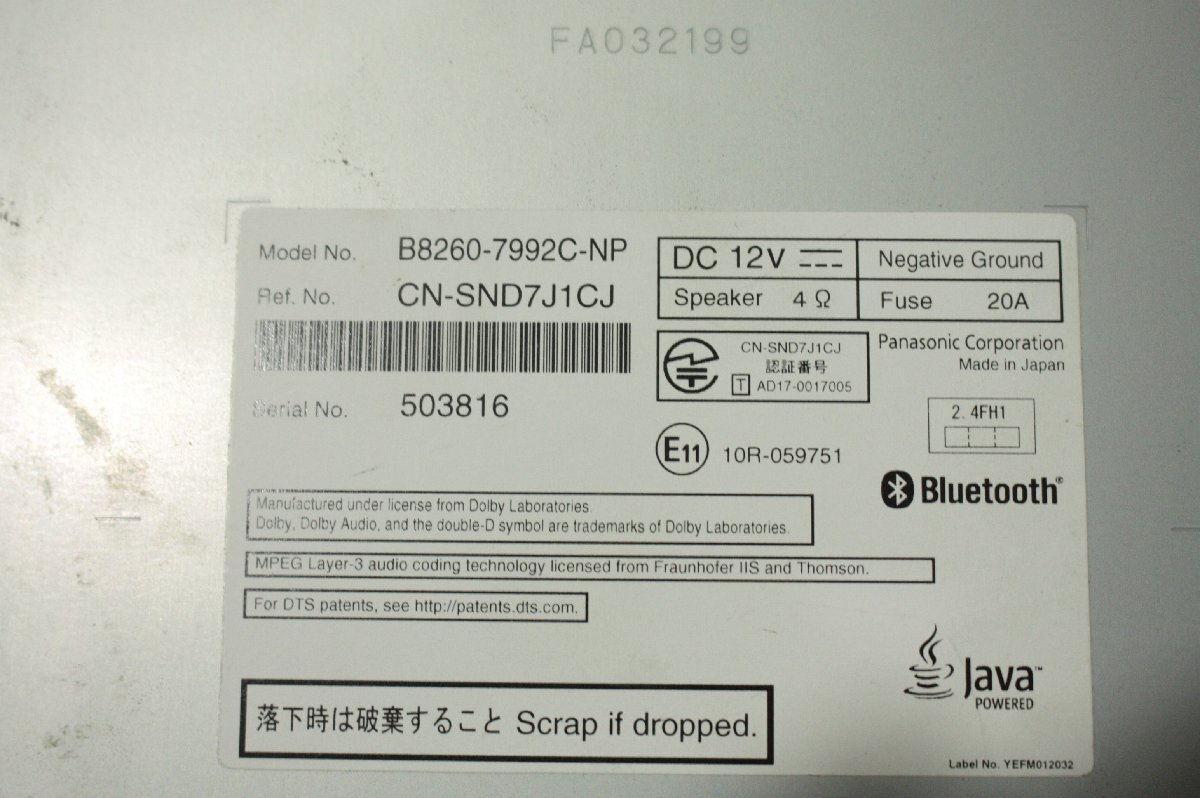 FA032199
Model No. B8260-7992C-NP
Ref. No. CN-SND7J1CJ
Serial No. 503816
DC 12V
Negative Ground
Speaker 4 Ω
Fuse 20A
CN-SND7J1CJ
認証番号
T AD17-0017005
Panasonic Corporation
Made in Japan
2.4FH1
E11 10R-059751
Bluetooth®
Manufactured under license from Dolby Laboratories.
Dolby, Dolby Audio, and the double-D symbol are trademarks of Dolby Laboratories.
MPEG Layer-3 audio coding technology licensed from Fraunhofer IIS and Thomson.
For DTS patents, see http://patents.dts.com.
Java™
POWERED
落下時は破棄すること Scrap if dropped.
Label No. YEFM012032